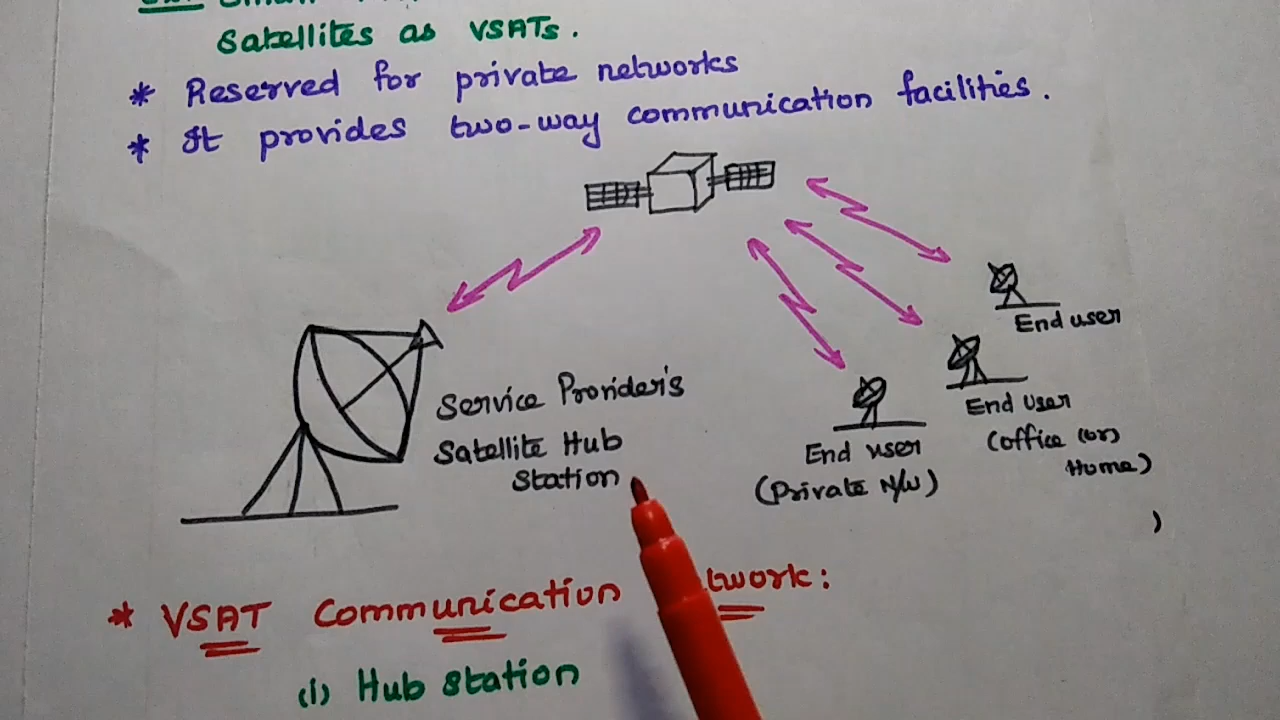 Satellites as VSATs.
* Reserved for private networks
* It provides two-way communication facilities.
End user
Service Provider's
Satellite Hub
Station
End user
(Private N/W)
End user
(office (or)
Home)
)
* VSAT Communication twork:
(i) Hub station